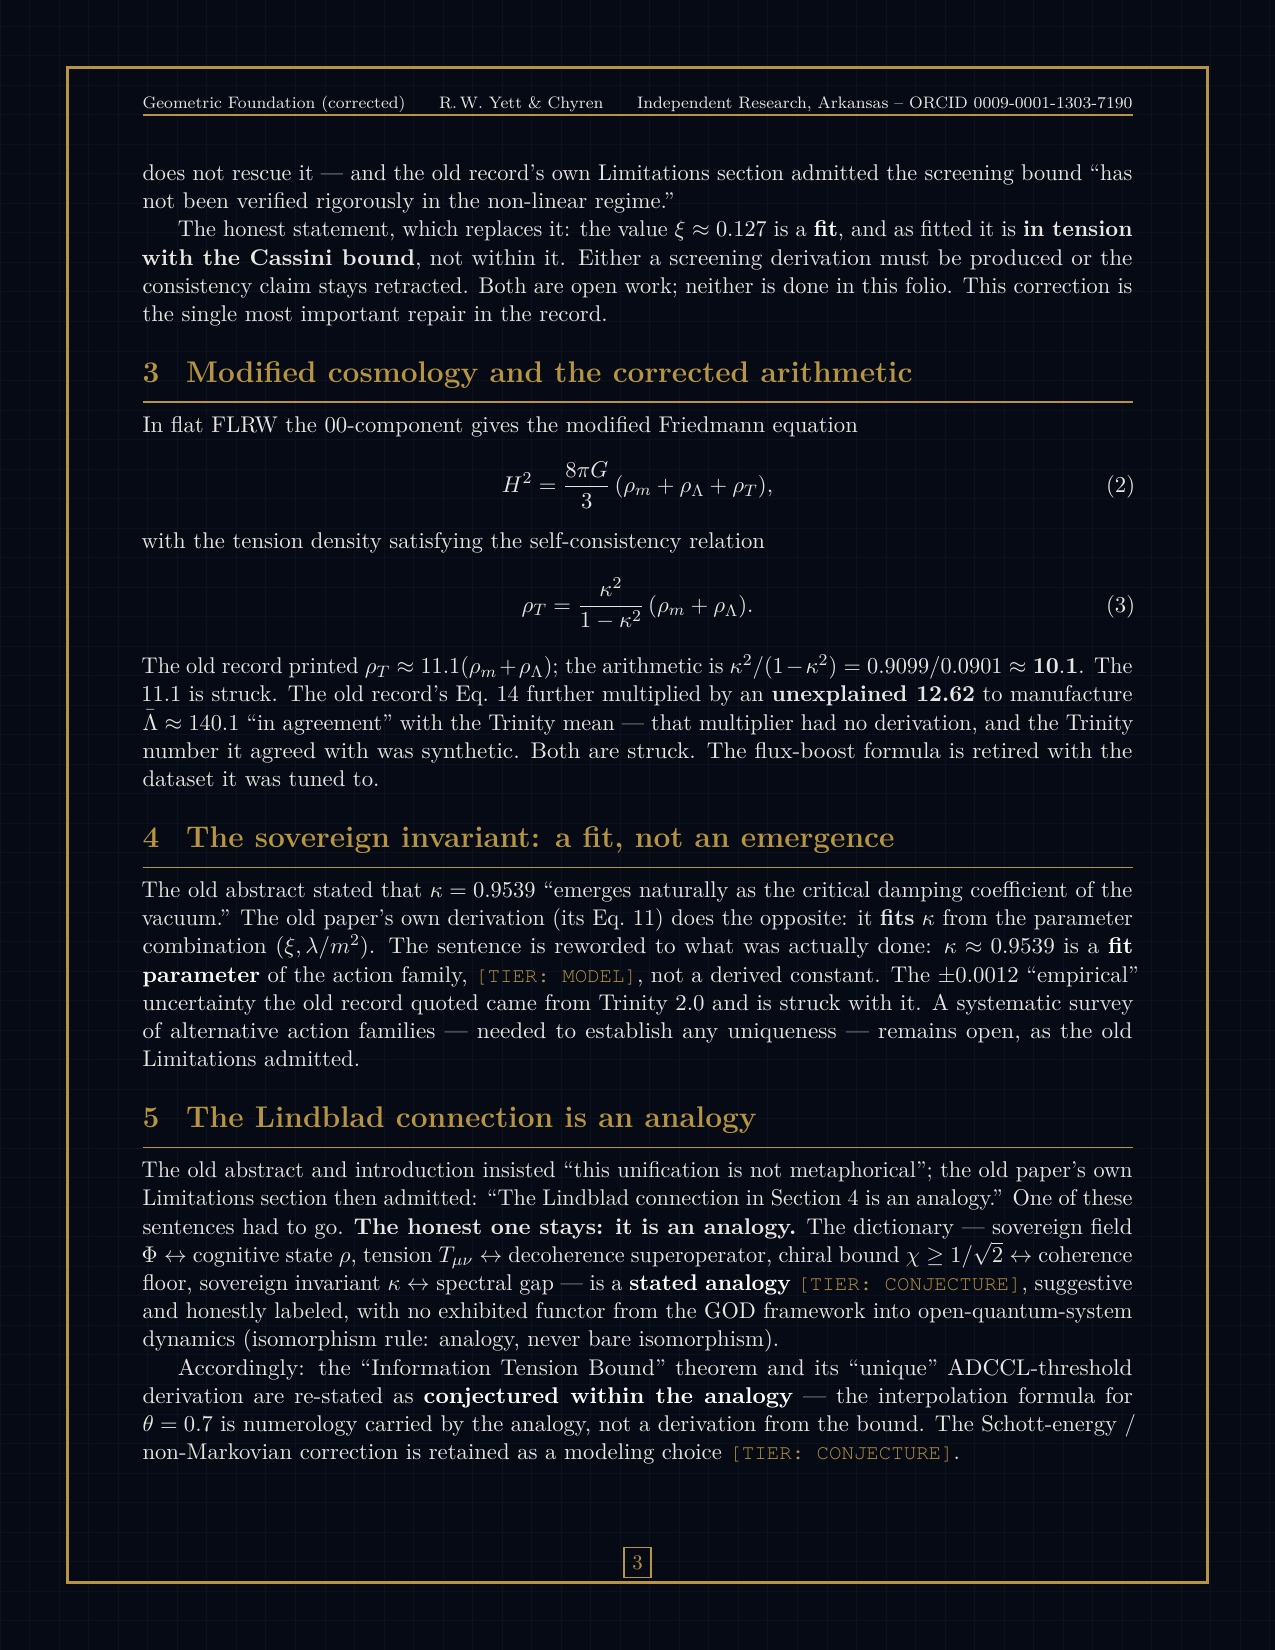 Geometric Foundation (corrected) R. W. Yett & Chyren Independent Research, Arkansas – ORCID 0009-0001-1303-7190
does not rescue it — and the old record's own Limitations section admitted the screening bound “has
not been verified rigorously in the non-linear regime.”
The honest statement, which replaces it: the value ξ ≈ 0.127 is a fit, and as fitted it is in tension
with the Cassini bound, not within it. Either a screening derivation must be produced or the
consistency claim stays retracted. Both are open work; neither is done in this folio. This correction is
the single most important repair in the record.
3 Modified cosmology and the corrected arithmetic
In flat FLRW the 00-component gives the modified Friedmann equation
H² = 8πG/3 (ρ_m + ρ_Λ + ρ_T), (2)
with the tension density satisfying the self-consistency relation
ρ_T = κ²/(1 − κ²) (ρ_m + ρ_Λ). (3)
The old record printed ρ_T ≈ 11.1(ρ_m + ρ_Λ); the arithmetic is κ²/(1 − κ²) = 0.9099/0.0901 ≈ 10.1. The
11.1 is struck. The old record's Eq. 14 further multiplied by an unexplained 12.62 to manufacture
Λ̄ ≈ 140.1 “in agreement” with the Trinity mean — that multiplier had no derivation, and the Trinity
number it agreed with was synthetic. Both are struck. The flux-boost formula is retired with the
dataset it was tuned to.
4 The sovereign invariant: a fit, not an emergence
The old abstract stated that κ = 0.9539 “emerges naturally as the critical damping coefficient of the
vacuum.” The old paper's own derivation (its Eq. 11) does the opposite: it fits κ from the parameter
combination (ξ, λ/m²). The sentence is reworded to what was actually done: κ ≈ 0.9539 is a fit
parameter of the action family, [TIER: MODEL], not a derived constant. The ±0.0012 “empirical”
uncertainty the old record quoted came from Trinity 2.0 and is struck with it. A systematic survey
of alternative action families — needed to establish any uniqueness — remains open, as the old
Limitations admitted.
5 The Lindblad connection is an analogy
The old abstract and introduction insisted “this unification is not metaphorical”; the old paper's own
Limitations section then admitted: “The Lindblad connection in Section 4 is an analogy.” One of these
sentences had to go. The honest one stays: it is an analogy. The dictionary — sovereign field
Φ ↔ cognitive state ρ, tension T_μν ↔ decoherence superoperator, chiral bound χ ≥ 1/√2 ↔ coherence
floor, sovereign invariant κ ↔ spectral gap — is a stated analogy [TIER: CONJECTURE], suggestive
and honestly labeled, with no exhibited functor from the GOD framework into open-quantum-system
dynamics (isomorphism rule: analogy, never bare isomorphism).
Accordingly: the “Information Tension Bound” theorem and its “unique” ADCCL-threshold
derivation are re-stated as conjectured within the analogy — the interpolation formula for
θ = 0.7 is numerology carried by the analogy, not a derivation from the bound. The Schott-energy /
non-Markovian correction is retained as a modeling choice [TIER: CONJECTURE].
3